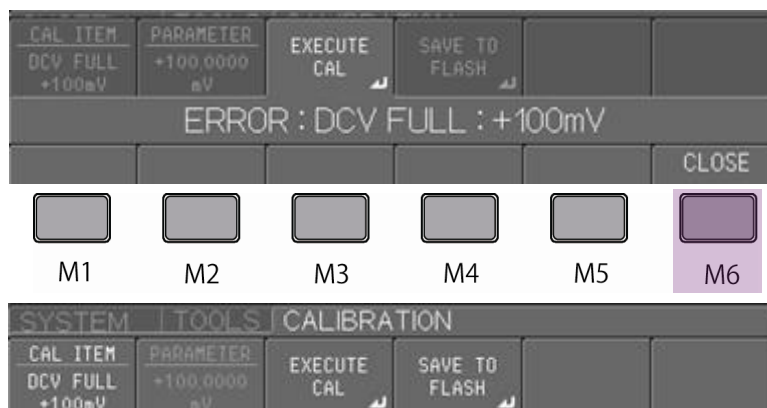 CAL ITEM PARAMETER
EXECUTE SAVE TO
DCV FULL +100.0000
CAL FLASH
+100mV mV
ERROR : DCV FULL : +100mV
CLOSE
M1 M2 M3 M4 M5 M6
SYSTEM TOOLS CALIBRATION
CAL ITEM PARAMETER
EXECUTE SAVE TO
DCV FULL +100.0000
CAL FLASH
+100mV mV